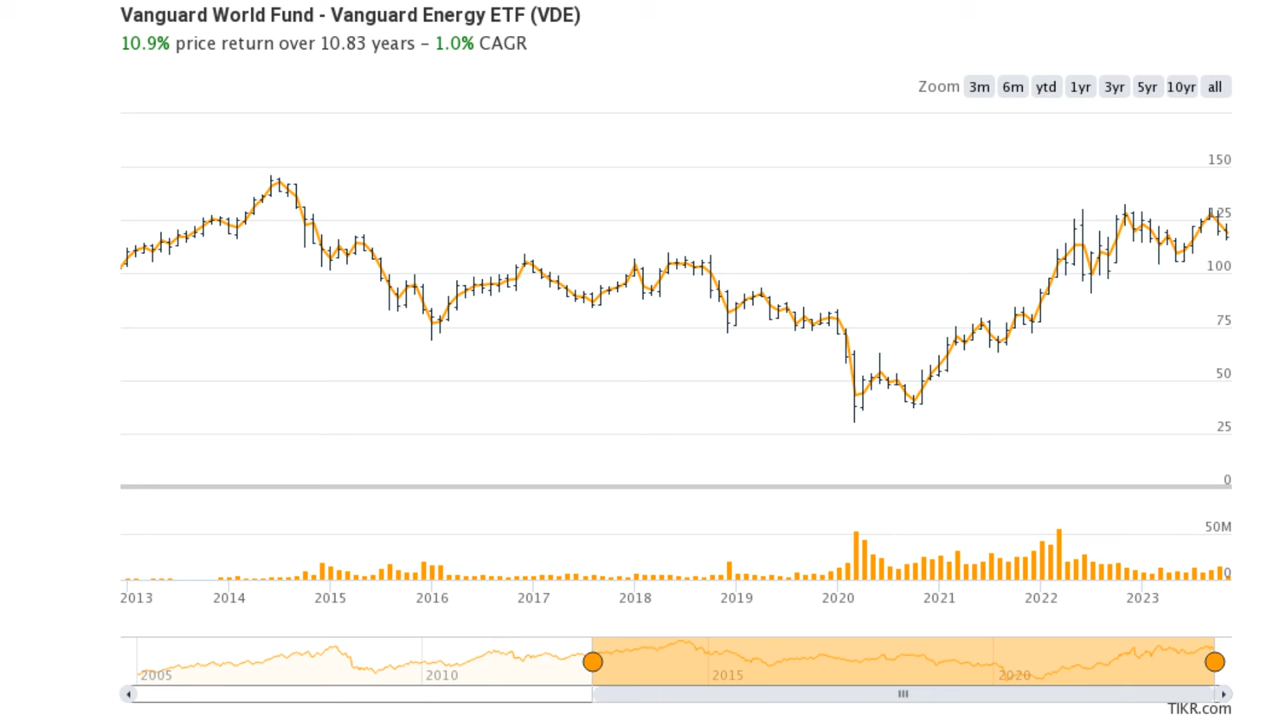 Vanguard World Fund - Vanguard Energy ETF (VDE)
10.9% price return over 10.83 years – 1.0% CAGR
Zoom 3m 6m ytd 1yr 3yr 5yr 10yr all
150
125
100
75
50
25
0
50M
0
2013 2014 2015 2016 2017 2018 2019 2020 2021 2022 2023
2005 2010 2015 2020
TIKR.com